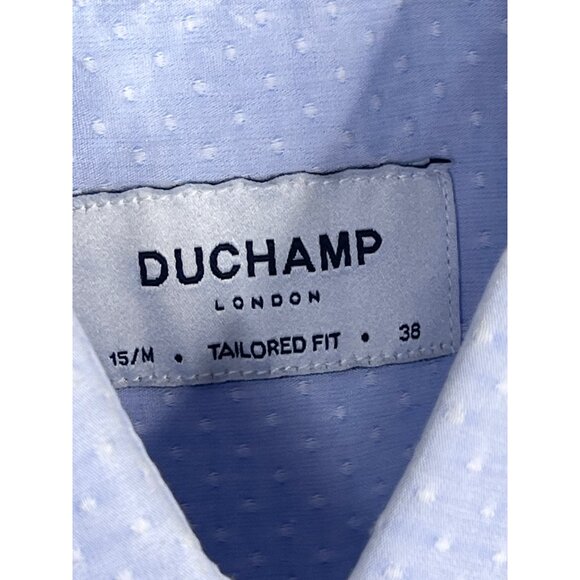 DUCHAMP
LONDON
15/M • TAILORED FIT • 38